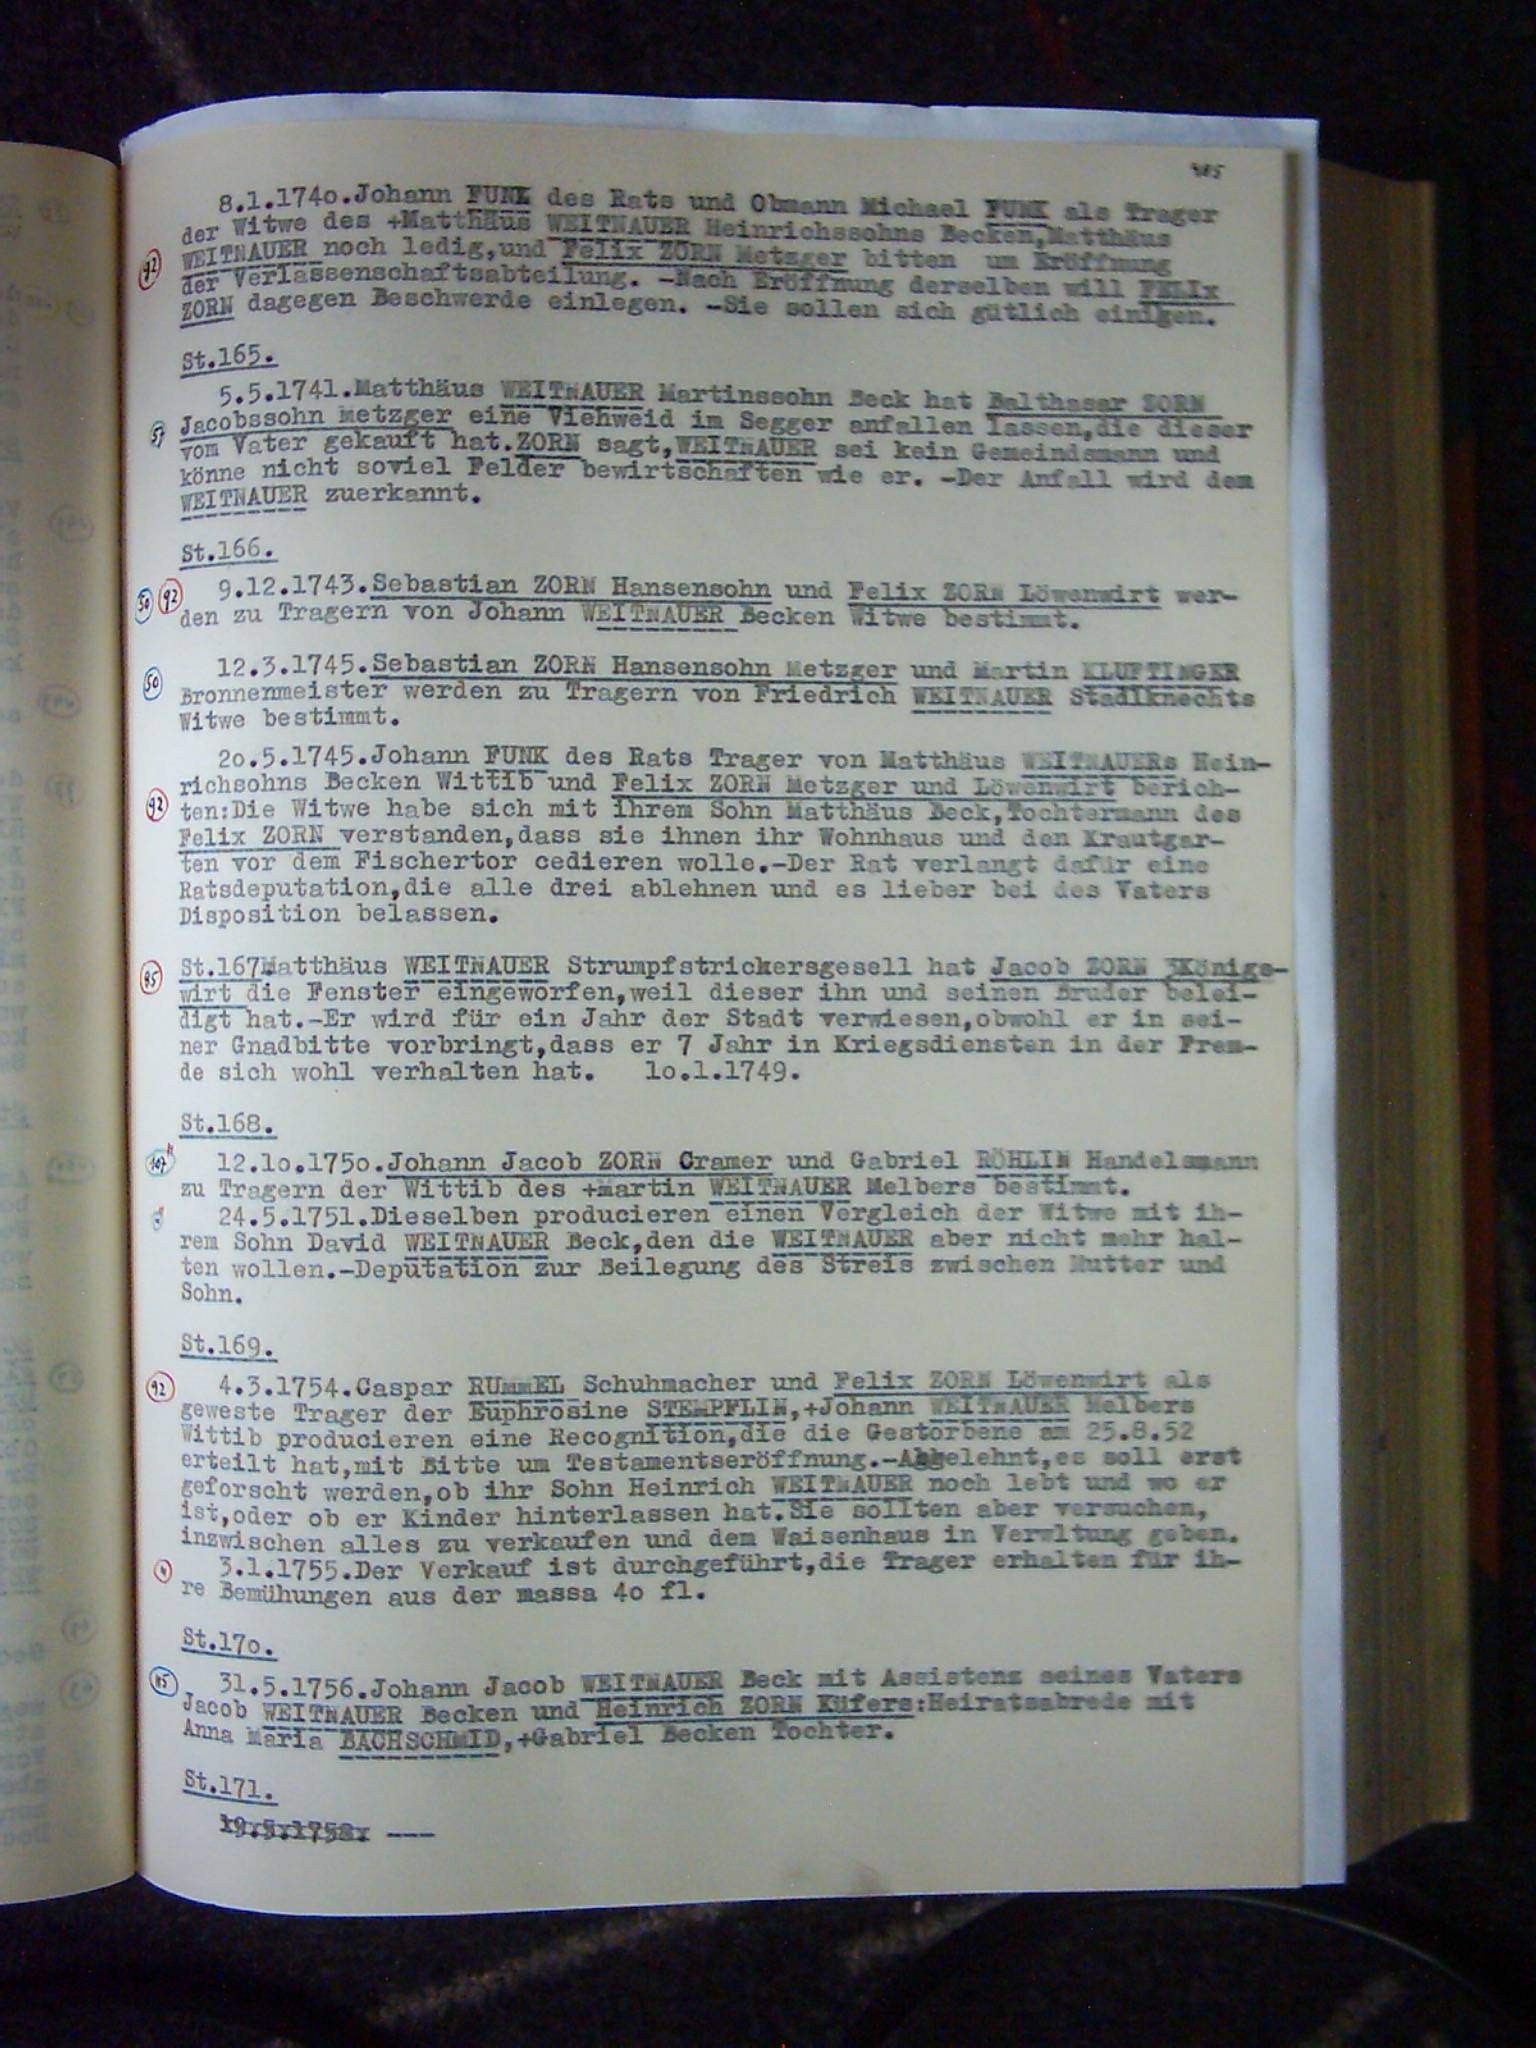 8.1.174o.Johann FUNK des Rats und Obmann Michael FUNK als Trager
der Witwe des +Matthäus WEITNAUER Heinrichssohns Becken,Matthäus
92 WEITNAUER noch ledig,und Felix ZORN Metzger bitten um Eröffnung
der Verlassenschaftsabteilung. -Nach Eröffnung derselben will FELIX
ZORN dagegen Beschwerde einlegen. -Sie sollen sich gütlich einigen.
St.165.
5.5.1741.Matthäus WEITNAUER Martinssohn Beck hat Balthasar ZORN
Jacobssohn Metzger eine Viehweid im Segger anfallen lassen,die dieser
vom Vater gekauft hat.ZORN sagt,WEITNAUER sei kein Gemeindsmann und
könne nicht soviel Felder bewirtschaften wie er. -Der Anfall wird dem
WEITNAUER zuerkannt.
St.166.
50 92 9.12.1743.Sebastian ZORN Hansensohn und Felix ZORN Löwenwirt wer-
den zu Tragern von Johann WEITNAUER Becken Witwe bestimmt.
12.3.1745.Sebastian ZORN Hansensohn Metzger und Martin KLUFTINGER
50 Bronnenmeister werden zu Tragern von Friedrich WEITNAUER Stadlknechts
Witwe bestimmt.
2o.5.1745.Johann FUNK des Rats Trager von Matthäus WEITNAUERs Hein-
richsohns Becken Wittib und Felix ZORN Metzger und Löwenwirt berich-
92 ten:Die Witwe habe sich mit ihrem Sohn Matthäus Beck,Tochtermann des
Felix ZORN verstanden,dass sie ihnen ihr Wohnhaus und den Krautgar-
ten vor dem Fischertor cedieren wolle.-Der Rat verlangt dafür eine
Ratsdeputation,die alle drei ablehnen und es lieber bei des Vaters
Disposition belassen.
St.167.Matthäus WEITNAUER Strumpfstrickersgesell hat Jacob ZORN 3Königs-
wirt die Fenster eingeworfen,weil dieser ihn und seinen Bruder belei-
digt hat.-Er wird für ein Jahr der Stadt verwiesen,obwohl er in sei-
ner Gnadbitte vorbringt,dass er 7 Jahr in Kriegsdiensten in der Frem-
de sich wohl verhalten hat. 1o.1.1749.
St.168.
107 12.1o.175o.Johann Jacob ZORN Cramer und Gabriel RÖHLIN Handelsmann
zu Tragern der Wittib des +Martin WEITNAUER Melbers bestimmt.
24.5.1751.Dieselben producieren einen Vergleich der Witwe mit ih-
rem Sohn David WEITNAUER Beck,den die WEITNAUER aber nicht mehr hal-
ten wollen.-Deputation zur Beilegung des Streis zwischen Mutter und
Sohn.
St.169.
92 4.3.1754.Caspar RUMMEL Schuhmacher und Felix ZORN Löwenwirt als
geweste Trager der Euphrosine STEMPFLIN,+Johann WEITNAUER Melbers
Wittib producieren eine Recognition,die die Gestorbene am 25.8.52
erteilt hat,mit Bitte um Testamentseröffnung.-Abgelehnt,es soll erst
geforscht werden,ob ihr Sohn Heinrich WEITNAUER noch lebt und wo er
ist,oder ob er Kinder hinterlassen hat.Sie sollten aber versuchen,
inzwischen alles zu verkaufen und dem Waisenhaus in Verwltung geben.
" 3.1.1755.Der Verkauf ist durchgeführt,die Trager erhalten für ih-
re Bemühungen aus der massa 4o fl.
St.17o.
31.5.1756.Johann Jacob WEITNAUER Beck mit Assistenz seines Vaters
Jacob WEITNAUER Becken und Heinrich ZORN Küfers:Heiratsabrede mit
Anna Maria BACHSCHMID,+Gabriel Becken Tochter.
St.171.
19.5.1758. ---